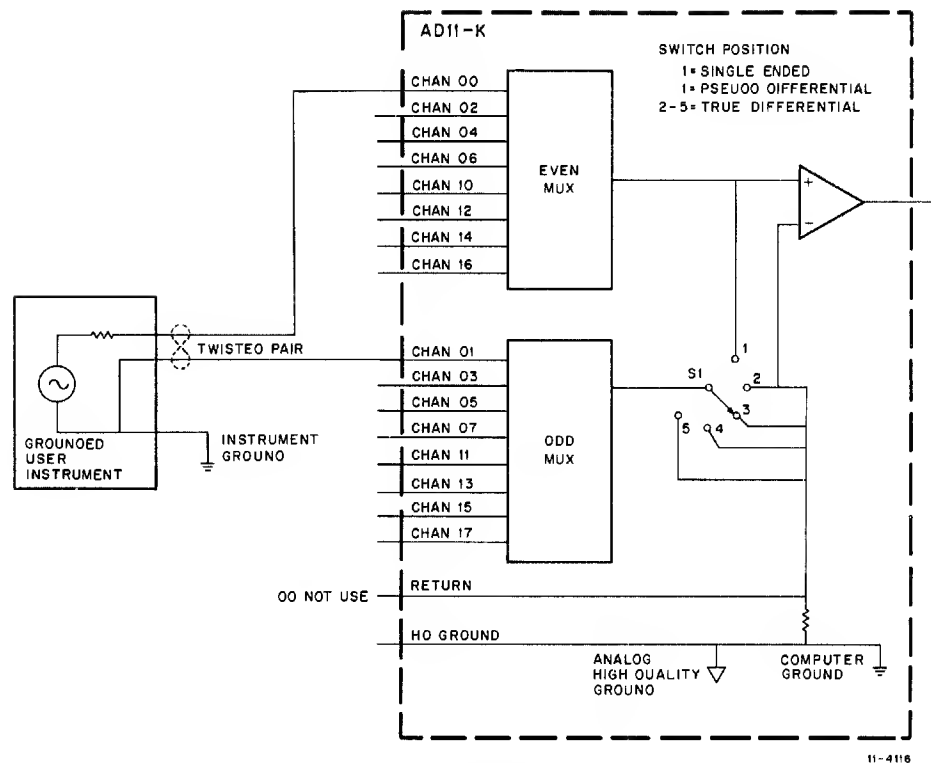 AD11-K
SWITCH POSITION
1= SINGLE ENDED
1= PSEUDO DIFFERENTIAL
2-5= TRUE DIFFERENTIAL
CHAN 00
CHAN 02
CHAN 04
CHAN 06
CHAN 10
CHAN 12
CHAN 14
CHAN 16
EVEN
MUX
+
−
TWISTED PAIR
GROUNDED
USER
INSTRUMENT
INSTRUMENT
GROUND
CHAN 01
CHAN 03
CHAN 05
CHAN 07
CHAN 11
CHAN 13
CHAN 15
CHAN 17
ODD
MUX
S1
1
2
3
4
5
DO NOT USE
RETURN
HQ GROUND
ANALOG
HIGH QUALITY
GROUND
COMPUTER
GROUND
11-4116